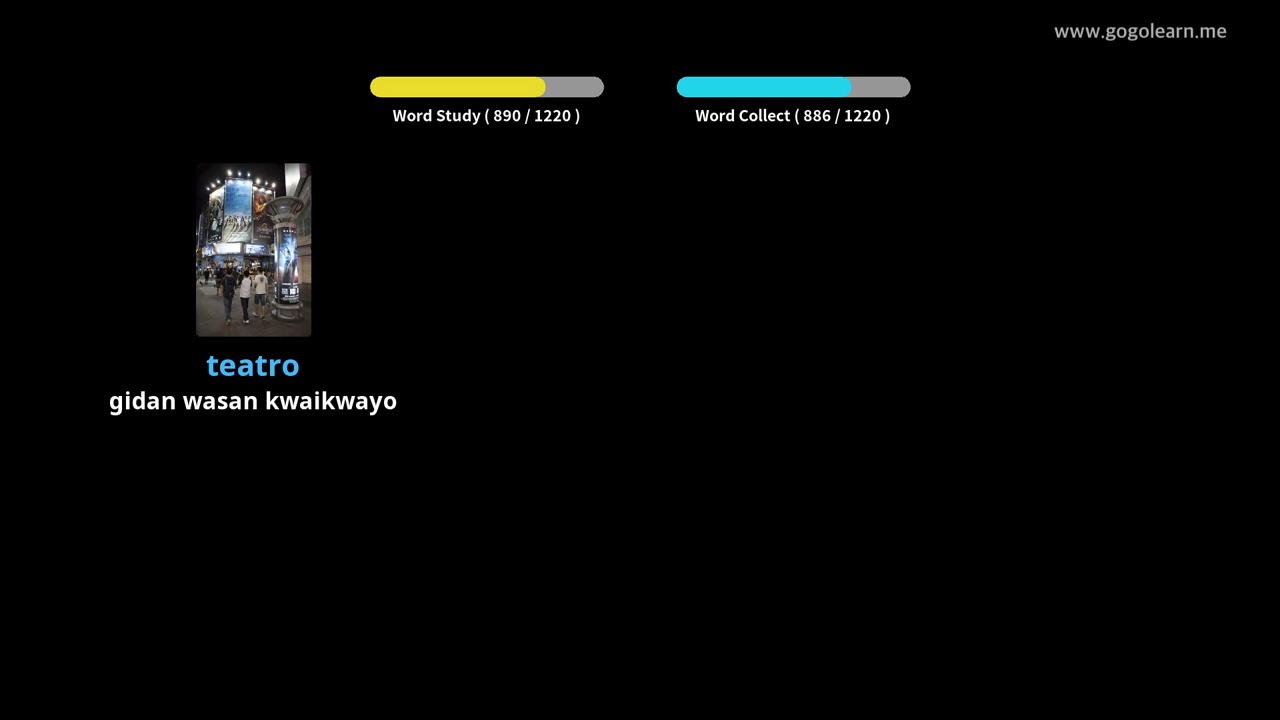 www.gogolearn.me
Word Study ( 890 / 1220 )
Word Collect ( 886 / 1220 )
teatro
gidan wasan kwaikwayo